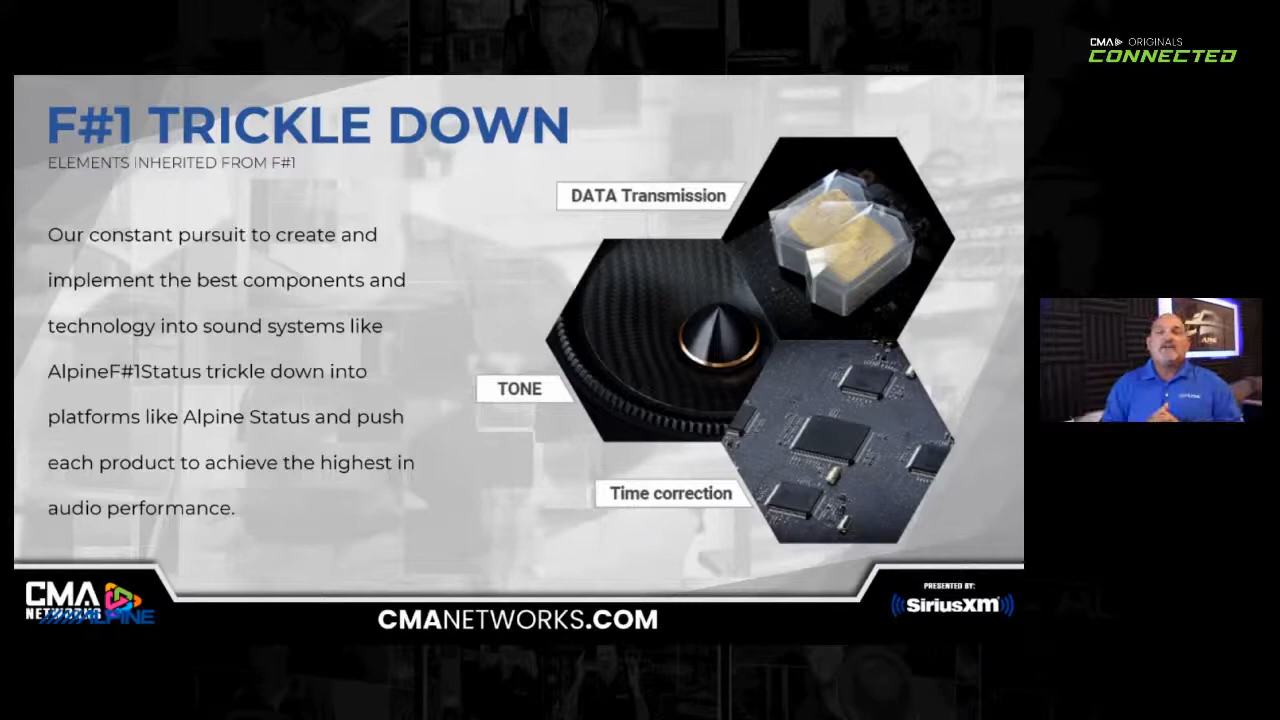 CMA ORIGINALS
CONNECTED
F#1 TRICKLE DOWN
ELEMENTS INHERITED FROM F#1
DATA Transmission
Our constant pursuit to create and
implement the best components and
technology into sound systems like
AlpineF#1Status trickle down into
platforms like Alpine Status and push
each product to achieve the highest in
audio performance.
TONE
Time correction
CMA
NETWORKS
ALPINE
CMANETWORKS.COM
PRESENTED BY:
SiriusXM